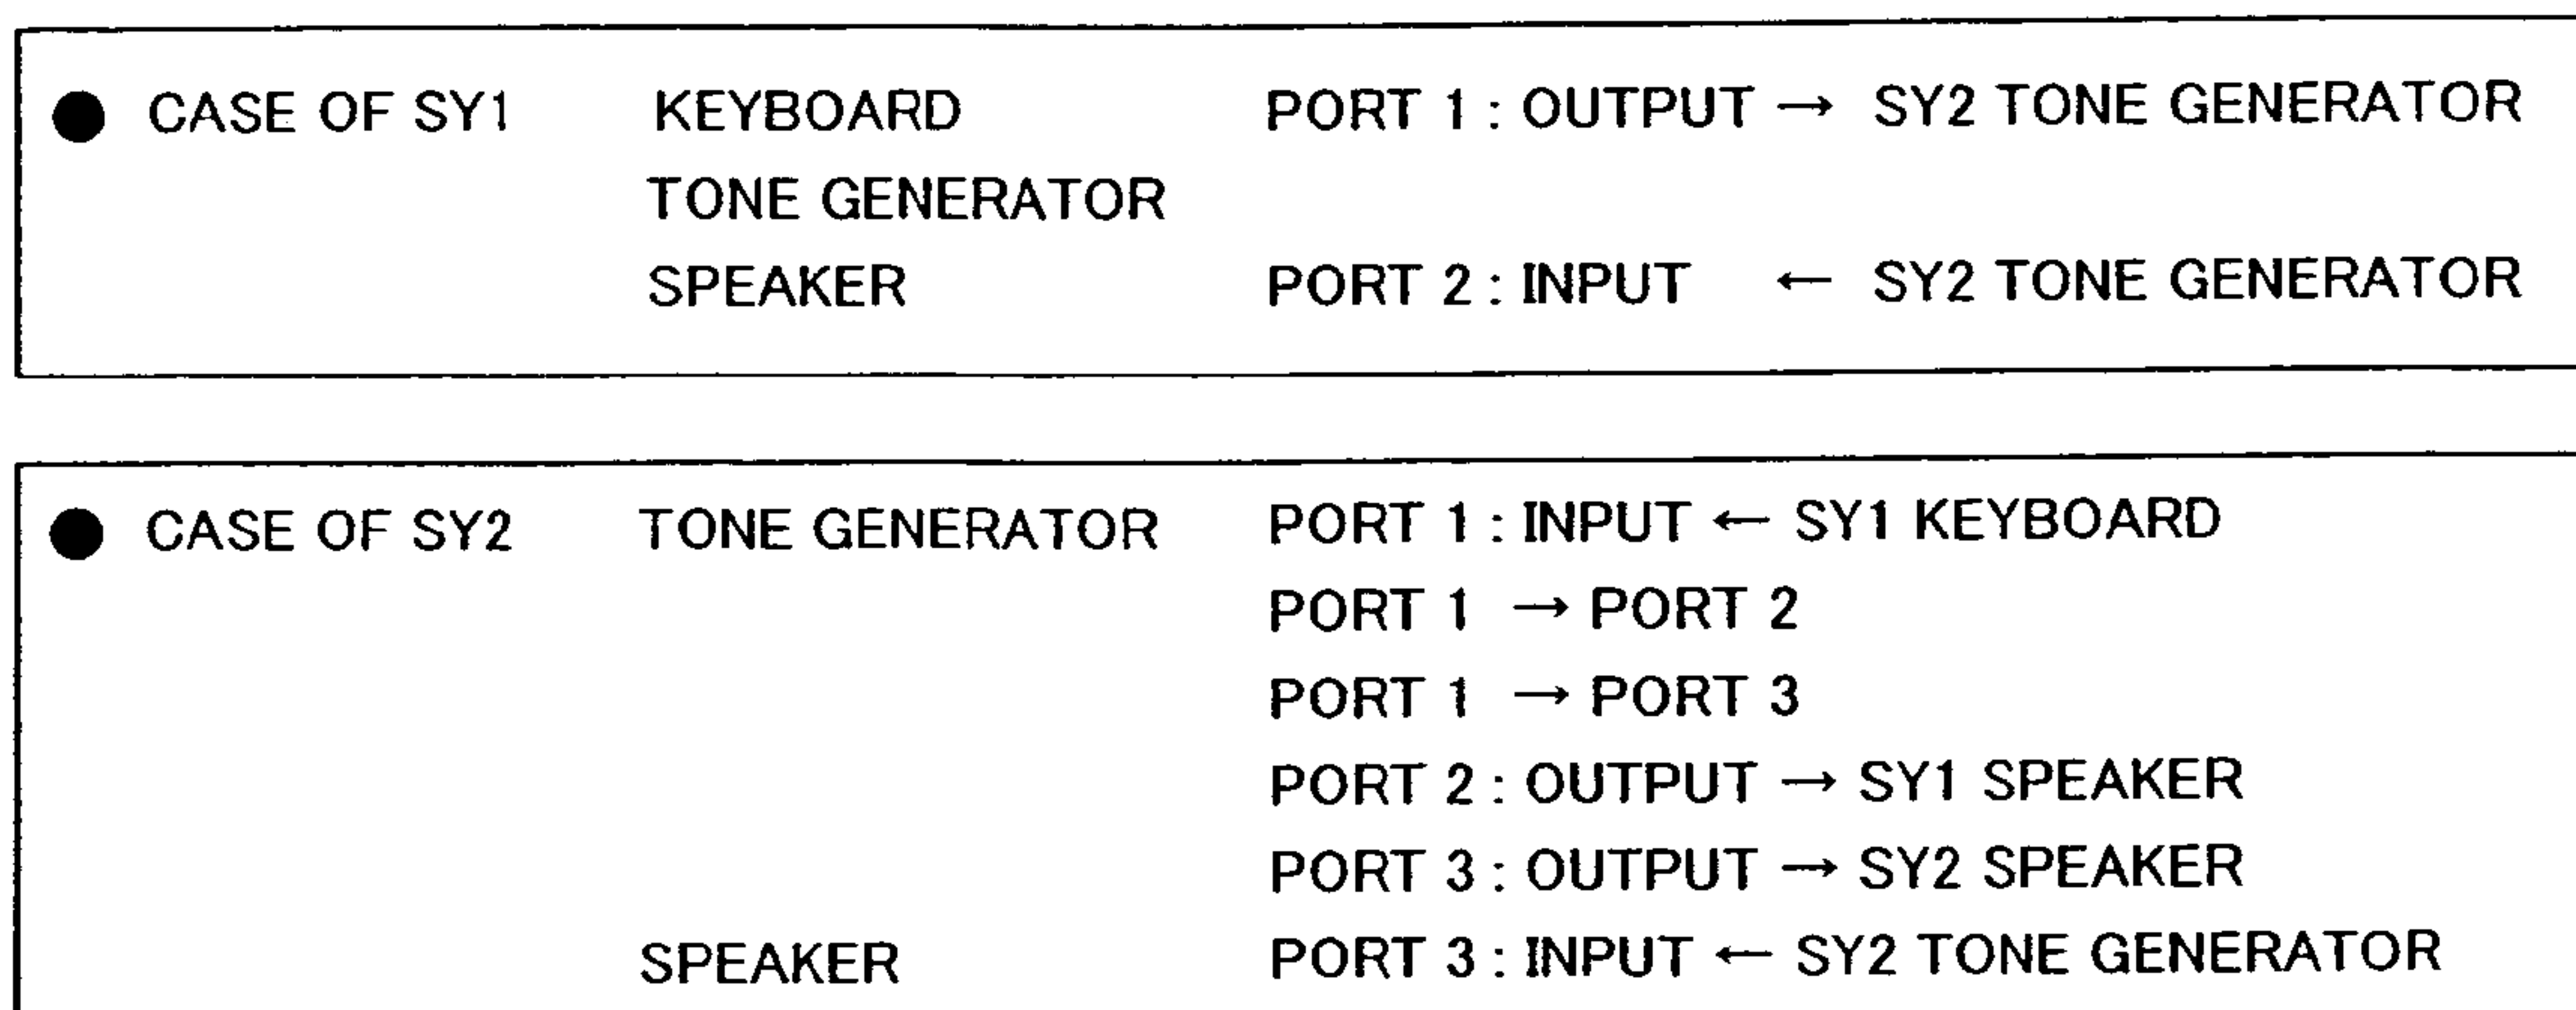 ● CASE OF SY1 KEYBOARD PORT 1 : OUTPUT → SY2 TONE GENERATOR
TONE GENERATOR
SPEAKER PORT 2 : INPUT ← SY2 TONE GENERATOR
● CASE OF SY2 TONE GENERATOR PORT 1 : INPUT ← SY1 KEYBOARD
PORT 1 → PORT 2
PORT 1 → PORT 3
PORT 2 : OUTPUT → SY1 SPEAKER
PORT 3 : OUTPUT → SY2 SPEAKER
SPEAKER PORT 3 : INPUT ← SY2 TONE GENERATOR